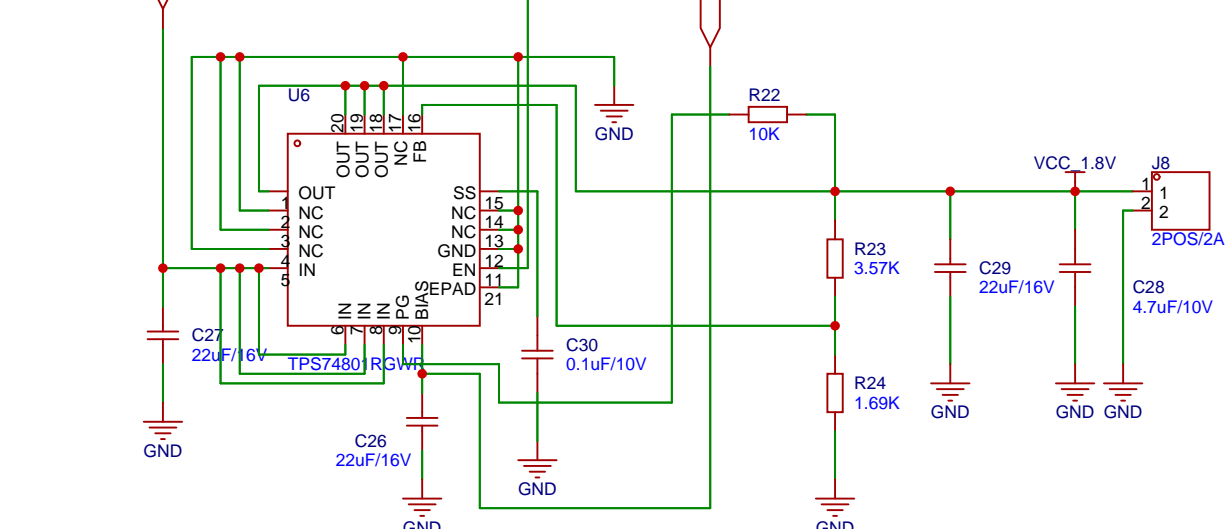 U6
20
19
18
17
16
OUT
OUT
OUT
NC
FB
GND
R22
10K
VCC_1.8V
J8
1
2
1
2
2POS/2A
OUT
NC
NC
NC
IN
1
2
3
4
5
SS
NC
NC
GND
EN
EPAD
15
14
13
12
11
21
IN
IN
IN
PG
BIAS
6
7
8
9
10
TPS74801RGWR
R23
3.57K
C29
22uF/16V
C28
4.7uF/10V
C27
22uF/16V
C30
0.1uF/10V
R24
1.69K
GND
GND
GND
GND
C26
22uF/16V
GND
GND
GND